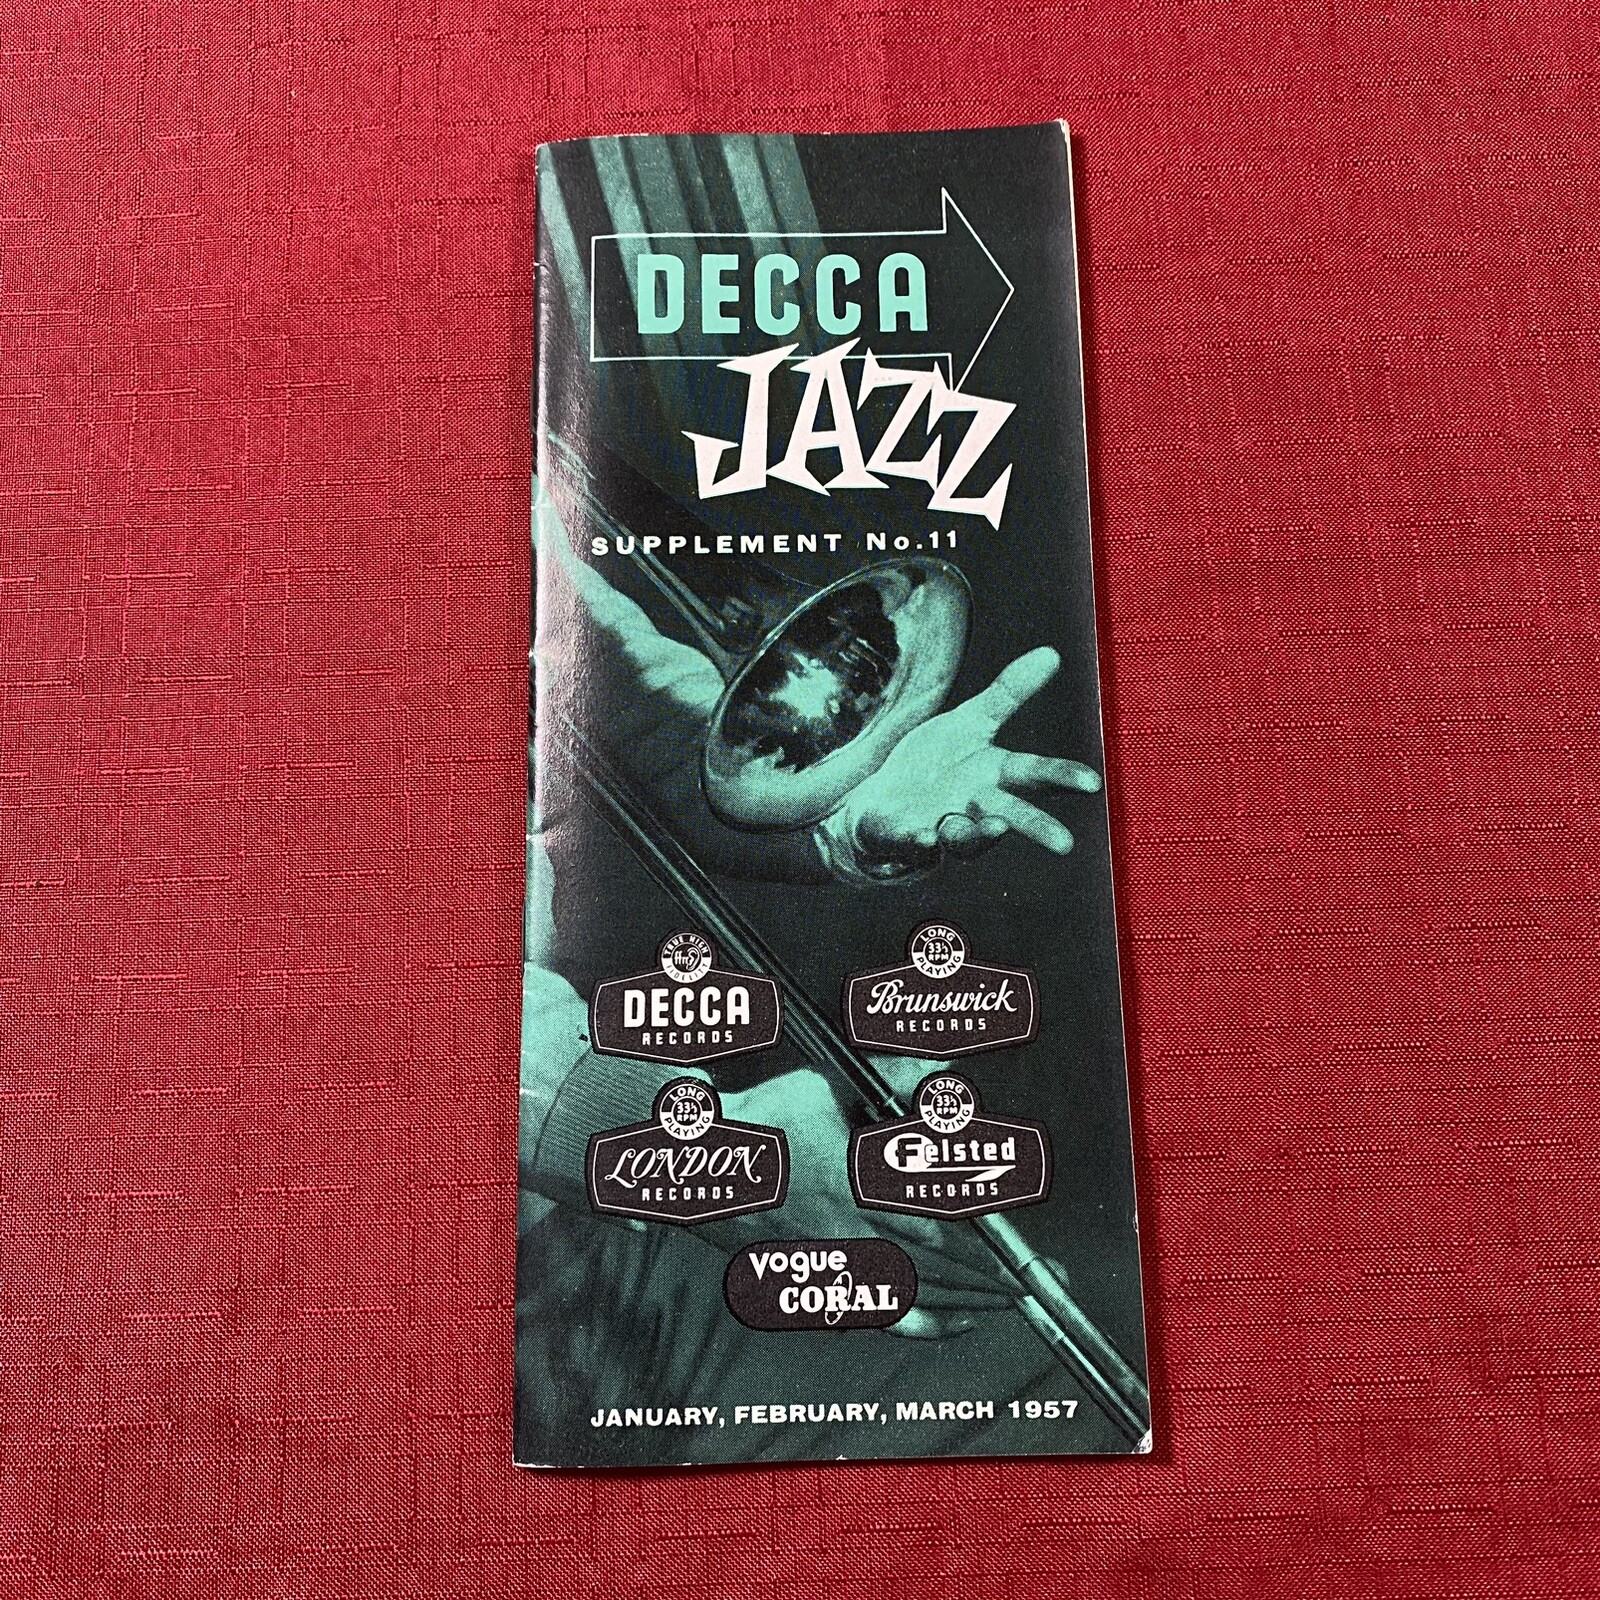 DECCA
JAZZ
SUPPLEMENT No.11
TRUE HIGH
ffrr
FIDELITY
DECCA
RECORDS
LONG
33⅓
RPM
PLAYING
Brunswick
RECORDS
LONG
33⅓
RPM
PLAYING
LONDON
RECORDS
LONG
33⅓
RPM
PLAYING
Felsted
RECORDS
Vogue
CORAL
JANUARY, FEBRUARY, MARCH 1957